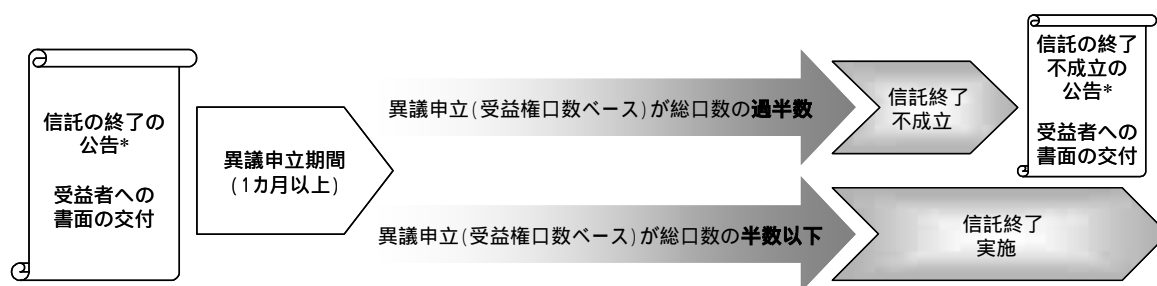 信託の終了の
公告*
受益者への
書面の交付
異議申立期間
(1カ月以上)
異議申立(受益権口数ベース)が総口数の過半数
信託終了
不成立
信託の終了
不成立の
公告*
受益者への
書面の交付
異議申立(受益権口数ベース)が総口数の半数以下
信託終了
実施